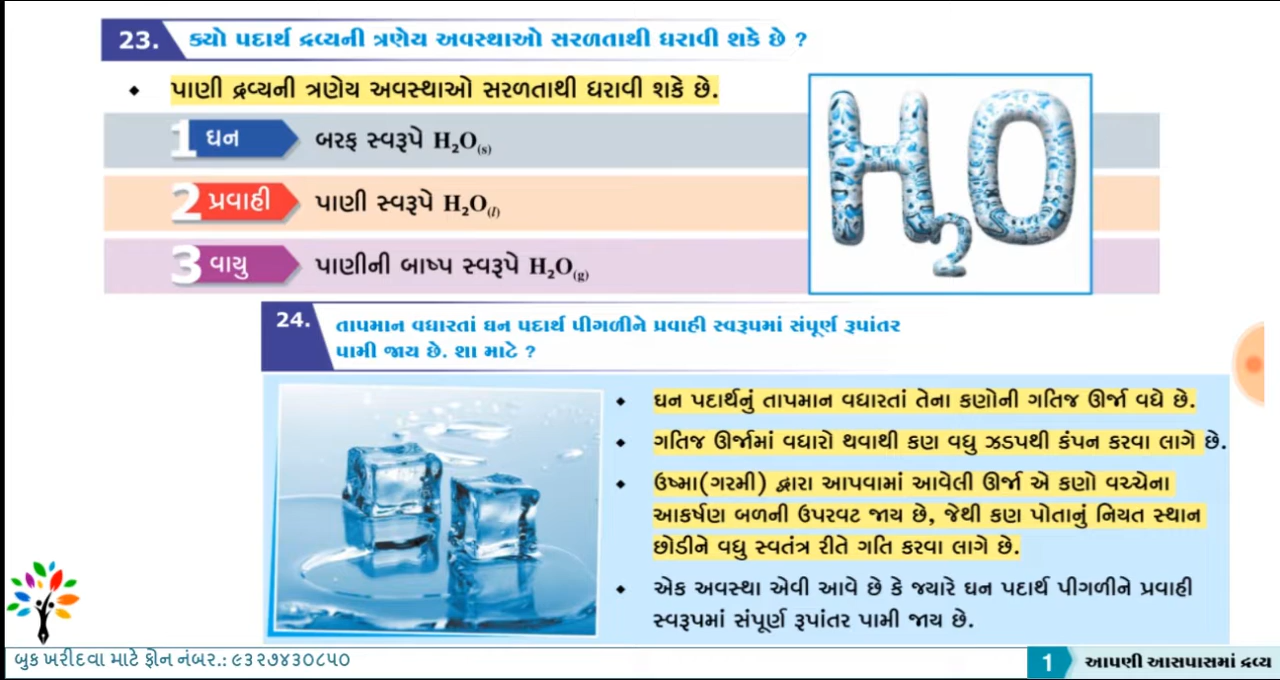 23. ક્યો પદાર્થ દ્રવ્યની ત્રણેય અવસ્થાઓ સરળતાથી ધરાવી શકે છે ?
• પાણી દ્રવ્યની ત્રણેય અવસ્થાઓ સરળતાથી ધરાવી શકે છે.
1 ઘન બરફ સ્વરૂપે H₂O(s)
2 પ્રવાહી પાણી સ્વરૂપે H₂O(l)
3 વાયુ પાણીની બાષ્પ સ્વરૂપે H₂O(g)
H₂O
24. તાપમાન વધારતાં ઘન પદાર્થ પીગળીને પ્રવાહી સ્વરૂપમાં સંપૂર્ણ રૂપાંતર
પામી જાય છે. શા માટે ?
• ઘન પદાર્થનું તાપમાન વધારતાં તેના કણોની ગતિજ ઊર્જા વધે છે.
• ગતિજ ઊર્જામાં વધારો થવાથી કણ વધુ ઝડપથી કંપન કરવા લાગે છે.
• ઉષ્મા(ગરમી) દ્વારા આપવામાં આવેલી ઊર્જા એ કણો વચ્ચેના
આકર્ષણ બળની ઉપરવટ જાય છે, જેથી કણ પોતાનું નિયત સ્થાન
છોડીને વધુ સ્વતંત્ર રીતે ગતિ કરવા લાગે છે.
• એક અવસ્થા એવી આવે છે કે જ્યારે ઘન પદાર્થ પીગળીને પ્રવાહી
સ્વરૂપમાં સંપૂર્ણ રૂપાંતર પામી જાય છે.
બુક ખરીદવા માટે ફોન નંબર.: ૯૩૨૭૪૩૦૮૫૦
1 આપણી આસપાસમાં દ્રવ્ય